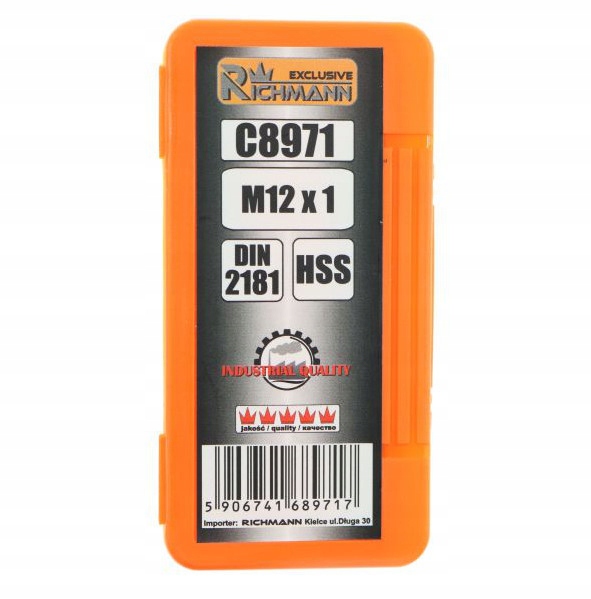 EXCLUSIVE
RICHMANN
C8971
M12 x 1
DIN
2181
HSS
INDUSTRIAL QUALITY
jakość / quality / качество
5 906741 689717
Importer: RICHMANN Kielce ul.Długa 30